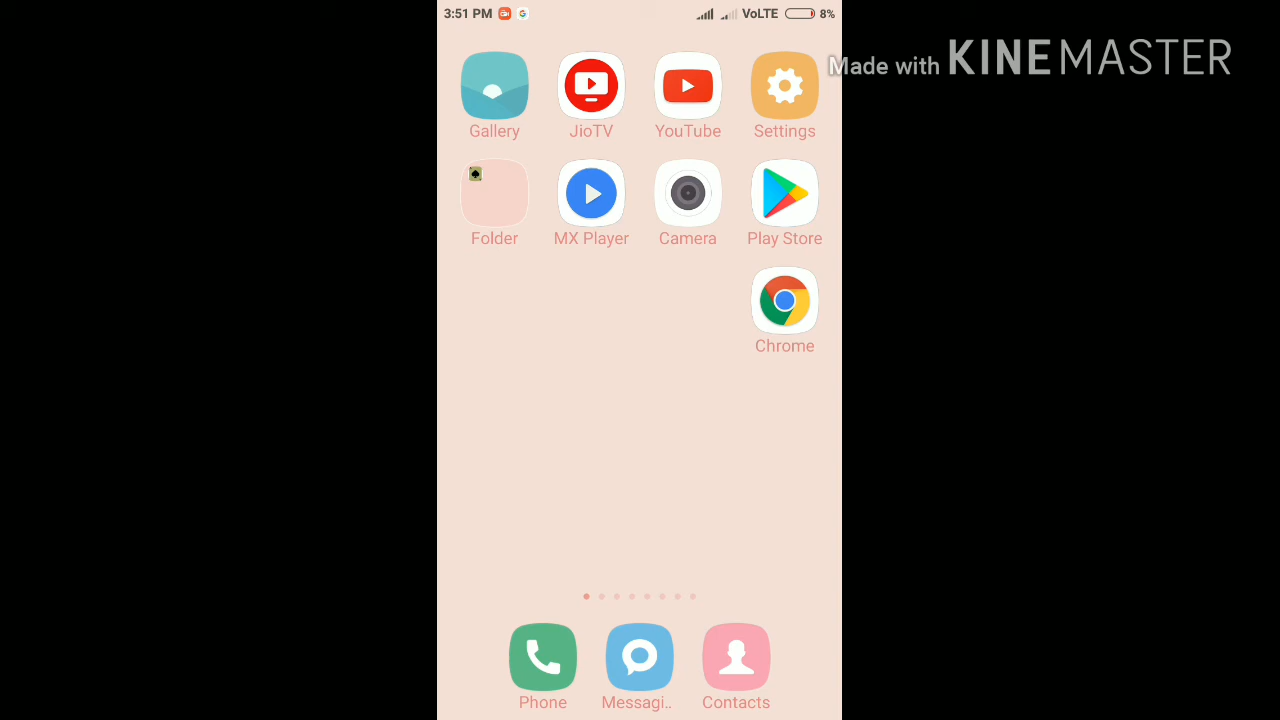 3:51 PM VoLTE 8%
Made with KINEMASTER
Gallery JioTV YouTube Settings
Folder MX Player Camera Play Store
Chrome
Phone Messagi.. Contacts